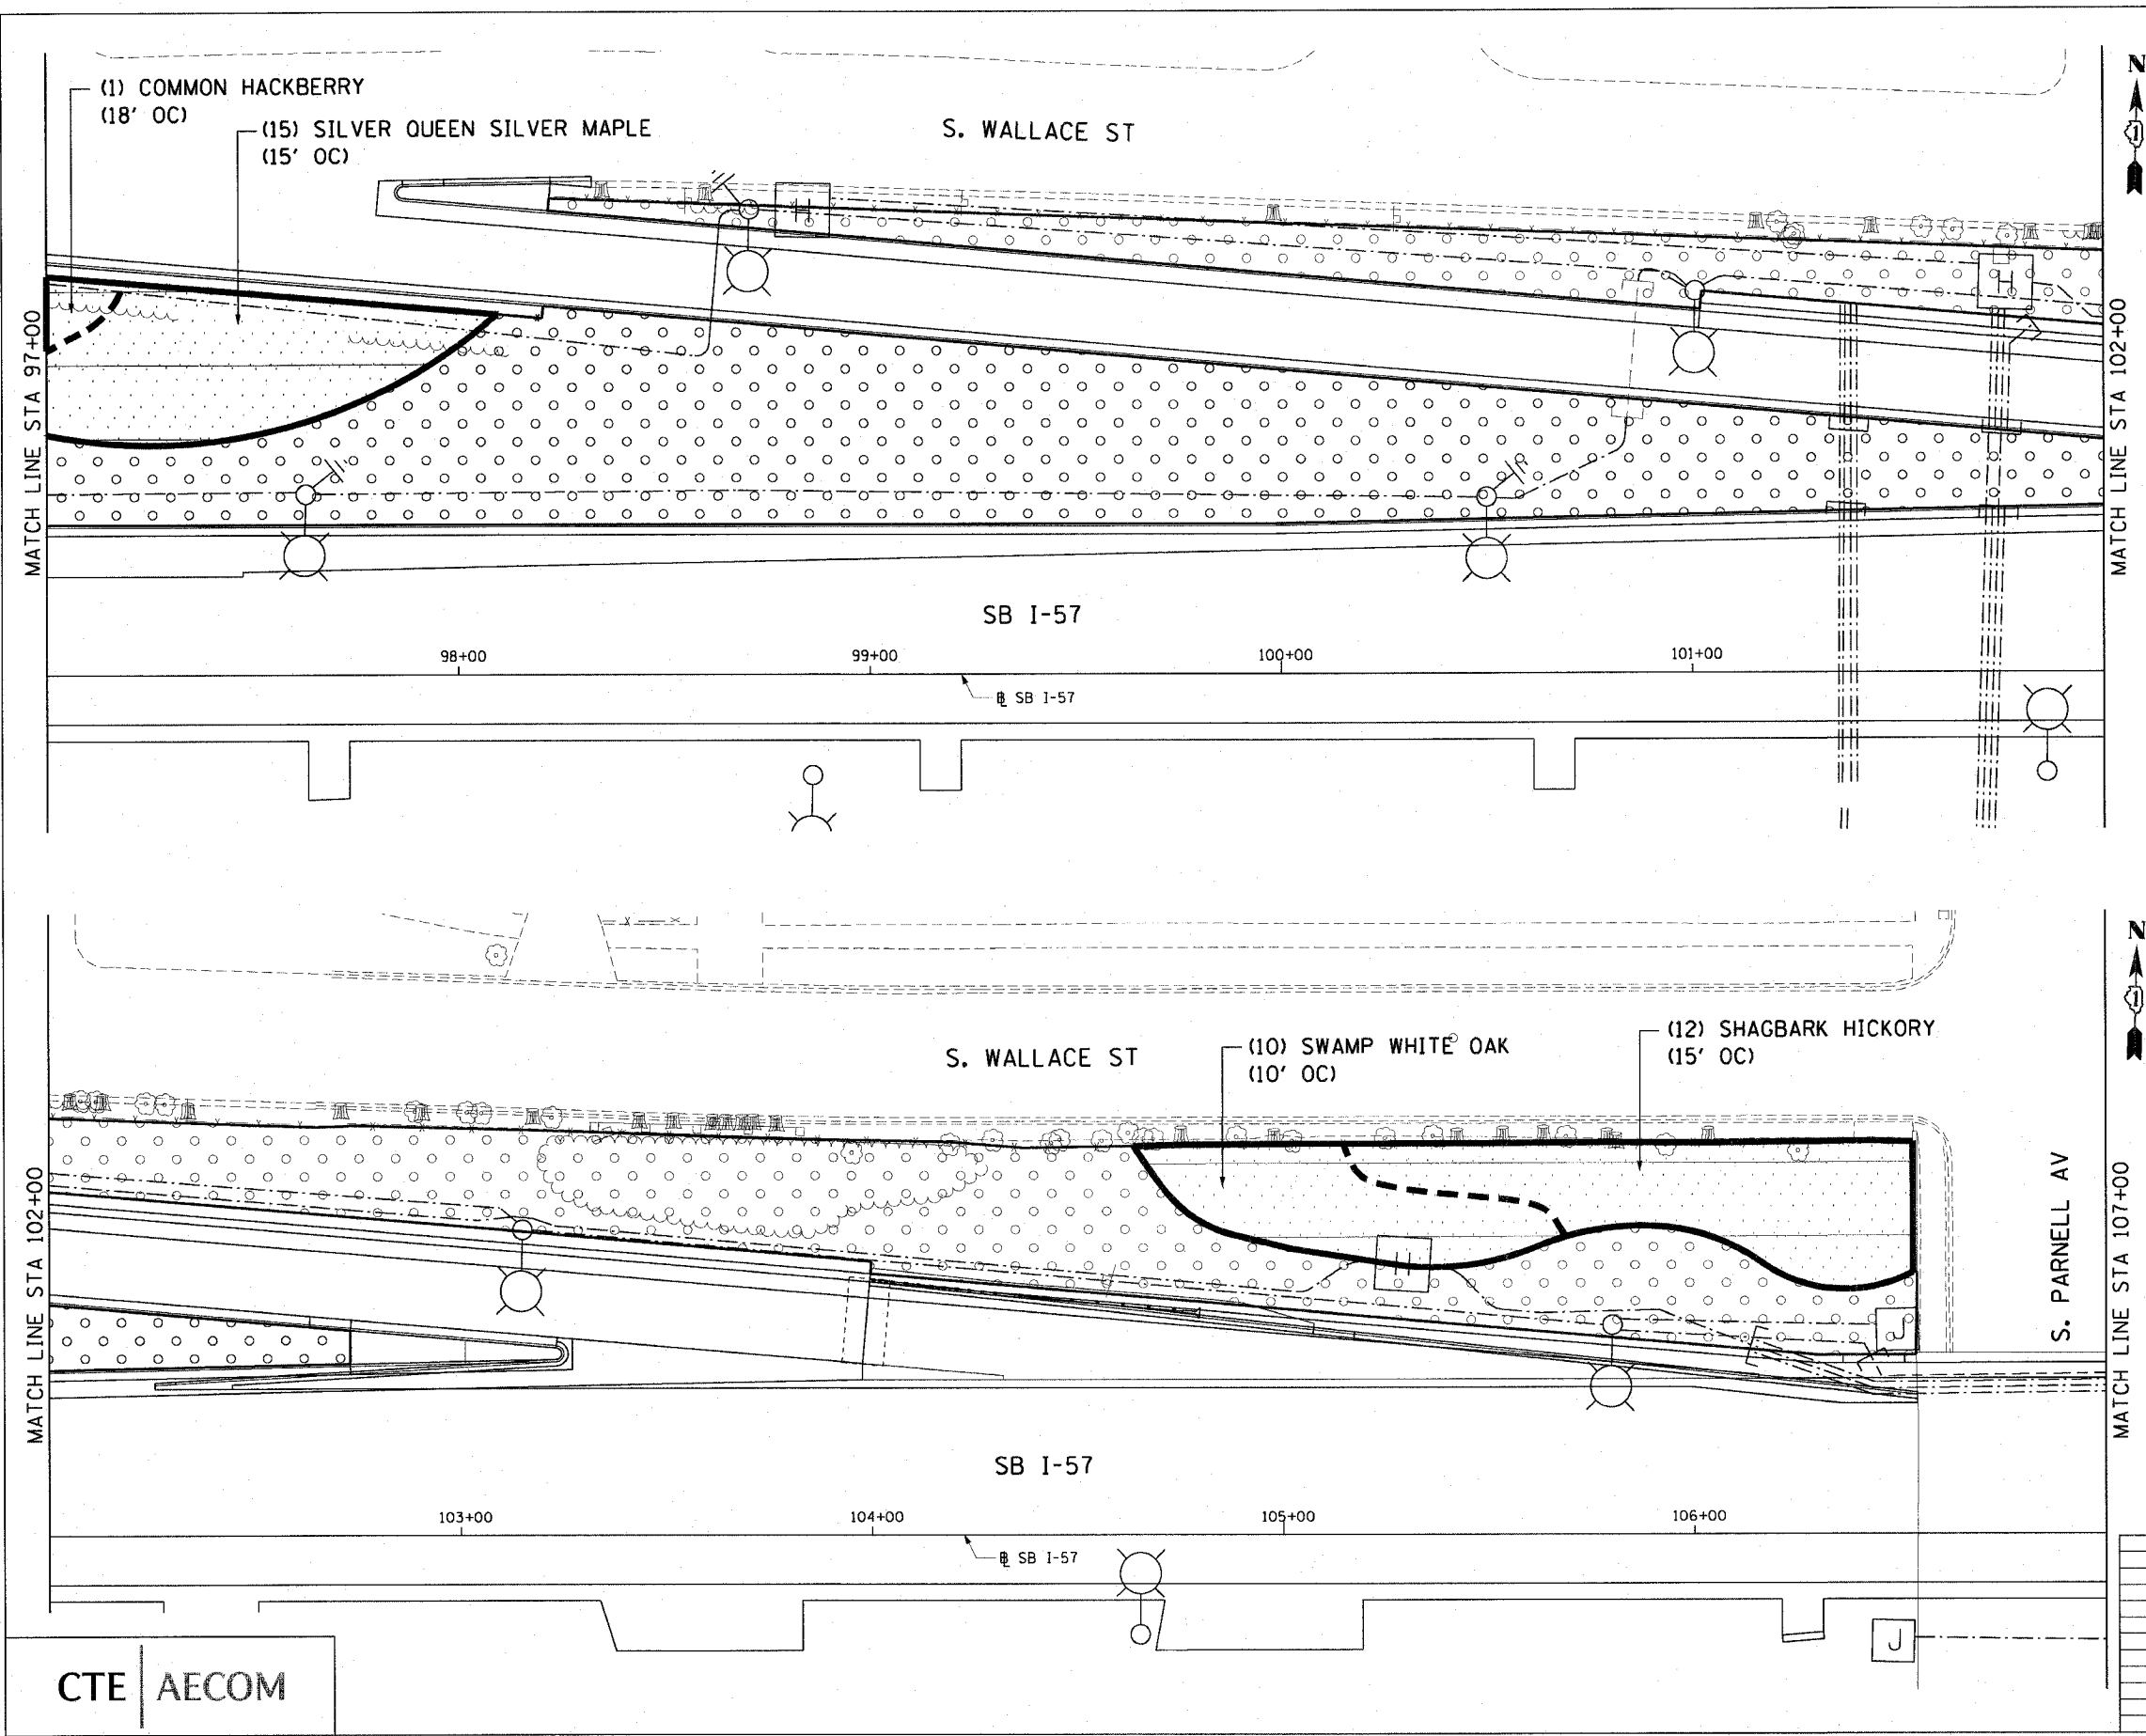 (1) COMMON HACKBERRY
(18' OC)
(15) SILVER QUEEN SILVER MAPLE
(15' OC)
S. WALLACE ST
N
1
H
H
MATCH LINE STA 97+00
MATCH LINE STA 102+00
SB I-57
98+00
99+00
100+00
101+00
SB I-57
N
1
(10) SWAMP WHITE OAK
(10' OC)
(12) SHAGBARK HICKORY
(15' OC)
S. WALLACE ST
H
J
S. PARNELL AV
MATCH LINE STA 102+00
MATCH LINE STA 107+00
SB I-57
103+00
104+00
105+00
106+00
SB I-57
J
CTE AECOM